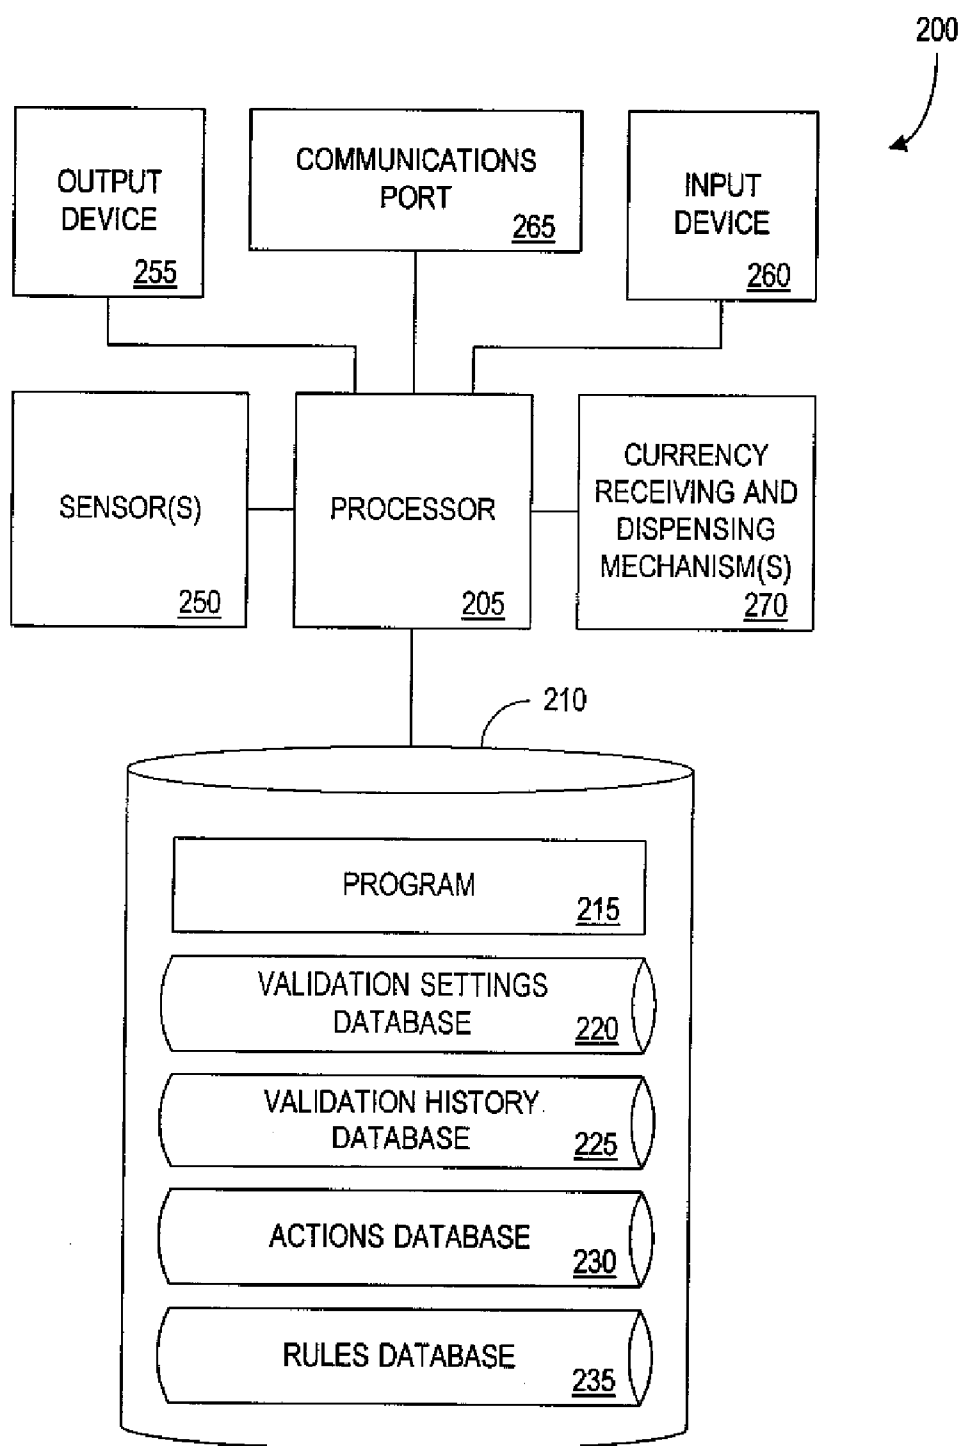 200
OUTPUT
DEVICE
255
COMMUNICATIONS
PORT
265
INPUT
DEVICE
260
SENSOR(S)
250
PROCESSOR
205
CURRENCY
RECEIVING AND
DISPENSING
MECHANISM(S)
270
210
PROGRAM
215
VALIDATION SETTINGS
DATABASE
220
VALIDATION HISTORY
DATABASE
225
ACTIONS DATABASE
230
RULES DATABASE
235